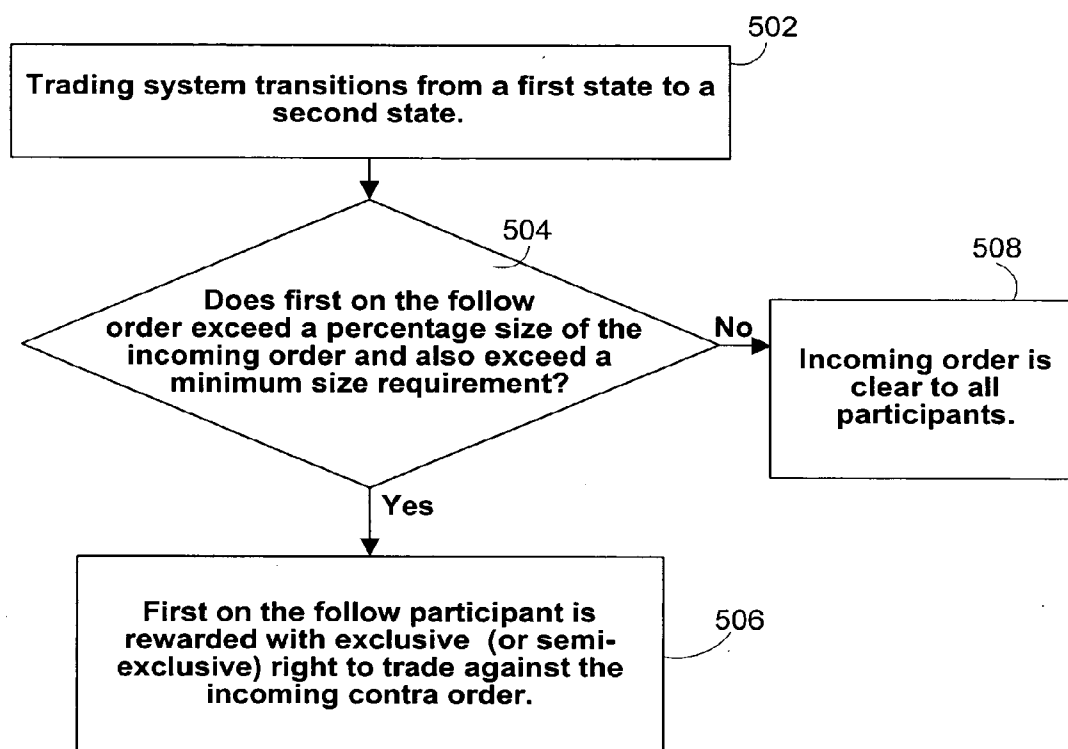 502
Trading system transitions from a first state to a
second state.
504
Does first on the follow
order exceed a percentage size of the
incoming order and also exceed a
minimum size requirement?
No
508
Incoming order is
clear to all
participants.
Yes
First on the follow participant is
rewarded with exclusive (or semi-
exclusive) right to trade against the
incoming contra order.
506